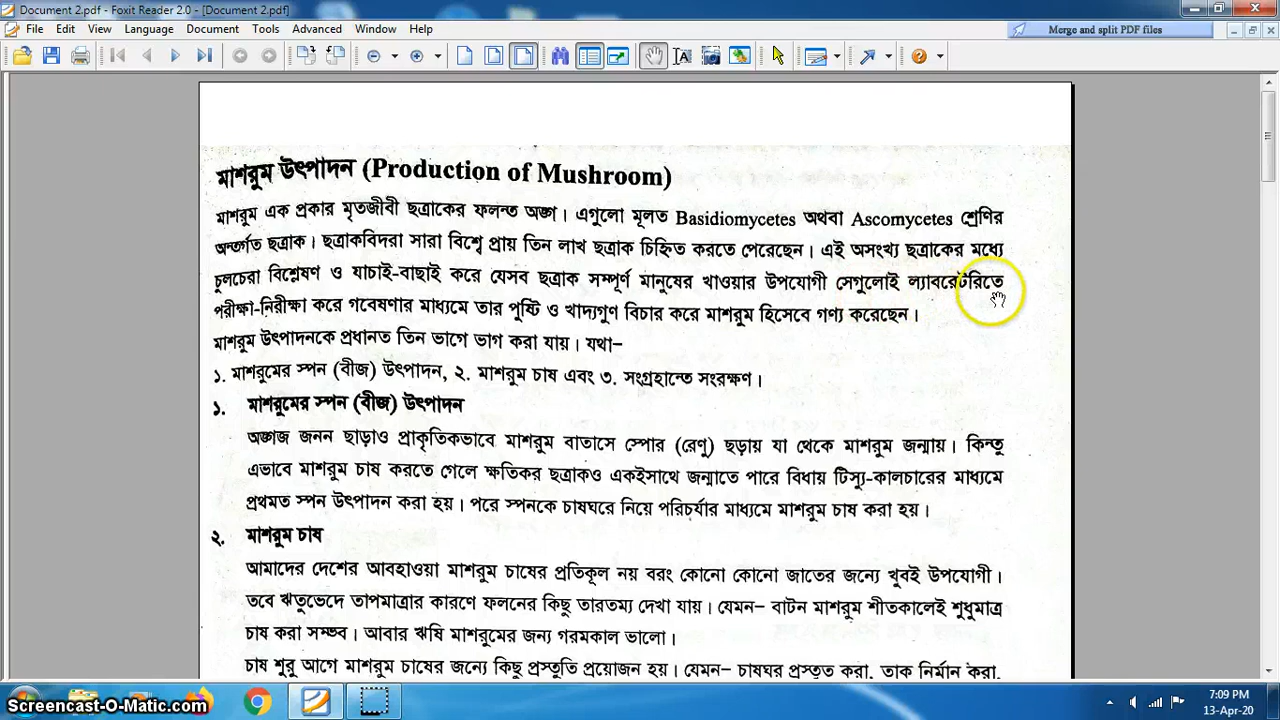 Document 2.pdf - Foxit Reader 2.0 - [Document 2.pdf]
File Edit View Language Document Tools Advanced Window Help
Merge and split PDF files
মাশরুম উৎপাদন (Production of Mushroom)
মাশরুম এক প্রকার মৃতজীবী ছত্রাকের ফলন্ত অঙ্গ। এগুলো মূলত Basidiomycetes অথবা Ascomycetes শ্রেণির
অন্তর্গত ছত্রাক। ছত্রাকবিদরা সারা বিশ্বে প্রায় তিন লাখ ছত্রাক চিহ্নিত করতে পেরেছেন। এই অসংখ্য ছত্রাকের মধ্যে
চুলচেরা বিশ্লেষণ ও যাচাই-বাছাই করে যেসব ছত্রাক সম্পূর্ণ মানুষের খাওয়ার উপযোগী সেগুলোই ল্যাবরেটরিতে
পরীক্ষা-নিরীক্ষা করে গবেষণার মাধ্যমে তার পুষ্টি ও খাদ্যগুণ বিচার করে মাশরুম হিসেবে গণ্য করেছেন।
মাশরুম উৎপাদনকে প্রধানত তিন ভাগে ভাগ করা যায়। যথা–
১. মাশরুমের স্পন (বীজ) উৎপাদন, ২. মাশরুম চাষ এবং ৩. সংগ্রহান্তে সংরক্ষণ।
১. মাশরুমের স্পন (বীজ) উৎপাদন
অঙ্গজ জনন ছাড়াও প্রাকৃতিকভাবে মাশরুম বাতাসে স্পোর (রেণু) ছড়ায় যা থেকে মাশরুম জন্মায়। কিন্তু
এভাবে মাশরুম চাষ করতে গেলে ক্ষতিকর ছত্রাকও একইসাথে জন্মাতে পারে বিধায় টিস্যু-কালচারের মাধ্যমে
প্রথমত স্পন উৎপাদন করা হয়। পরে স্পনকে চাষঘরে নিয়ে পরিচর্যার মাধ্যমে মাশরুম চাষ করা হয়।
২. মাশরুম চাষ
আমাদের দেশের আবহাওয়া মাশরুম চাষের প্রতিকূল নয় বরং কোনো কোনো জাতের জন্যে খুবই উপযোগী।
তবে ঋতুভেদে তাপমাত্রার কারণে ফলনের কিছু তারতম্য দেখা যায়। যেমন– বাটন মাশরুম শীতকালেই শুধুমাত্র
চাষ করা সম্ভব। আবার ঋষি মাশরুমের জন্য গরমকাল ভালো।
চাষ শুরু আগে মাশরুম চাষের জন্যে কিছু প্রস্তুতি প্রয়োজন হয়। যেমন– চাষঘর প্রস্তুত করা, তাক নির্মান করা,
Screencast-O-Matic.com
7:09 PM
13-Apr-20